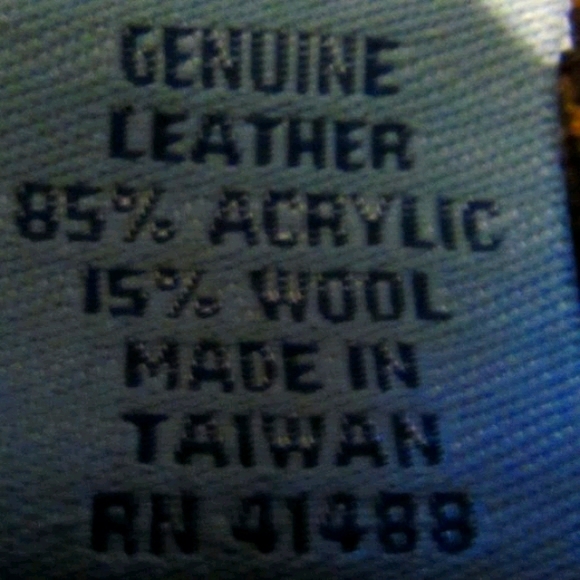 GENUINE
LEATHER
85% ACRYLIC
15% WOOL
MADE IN
TAIWAN
RN 41488